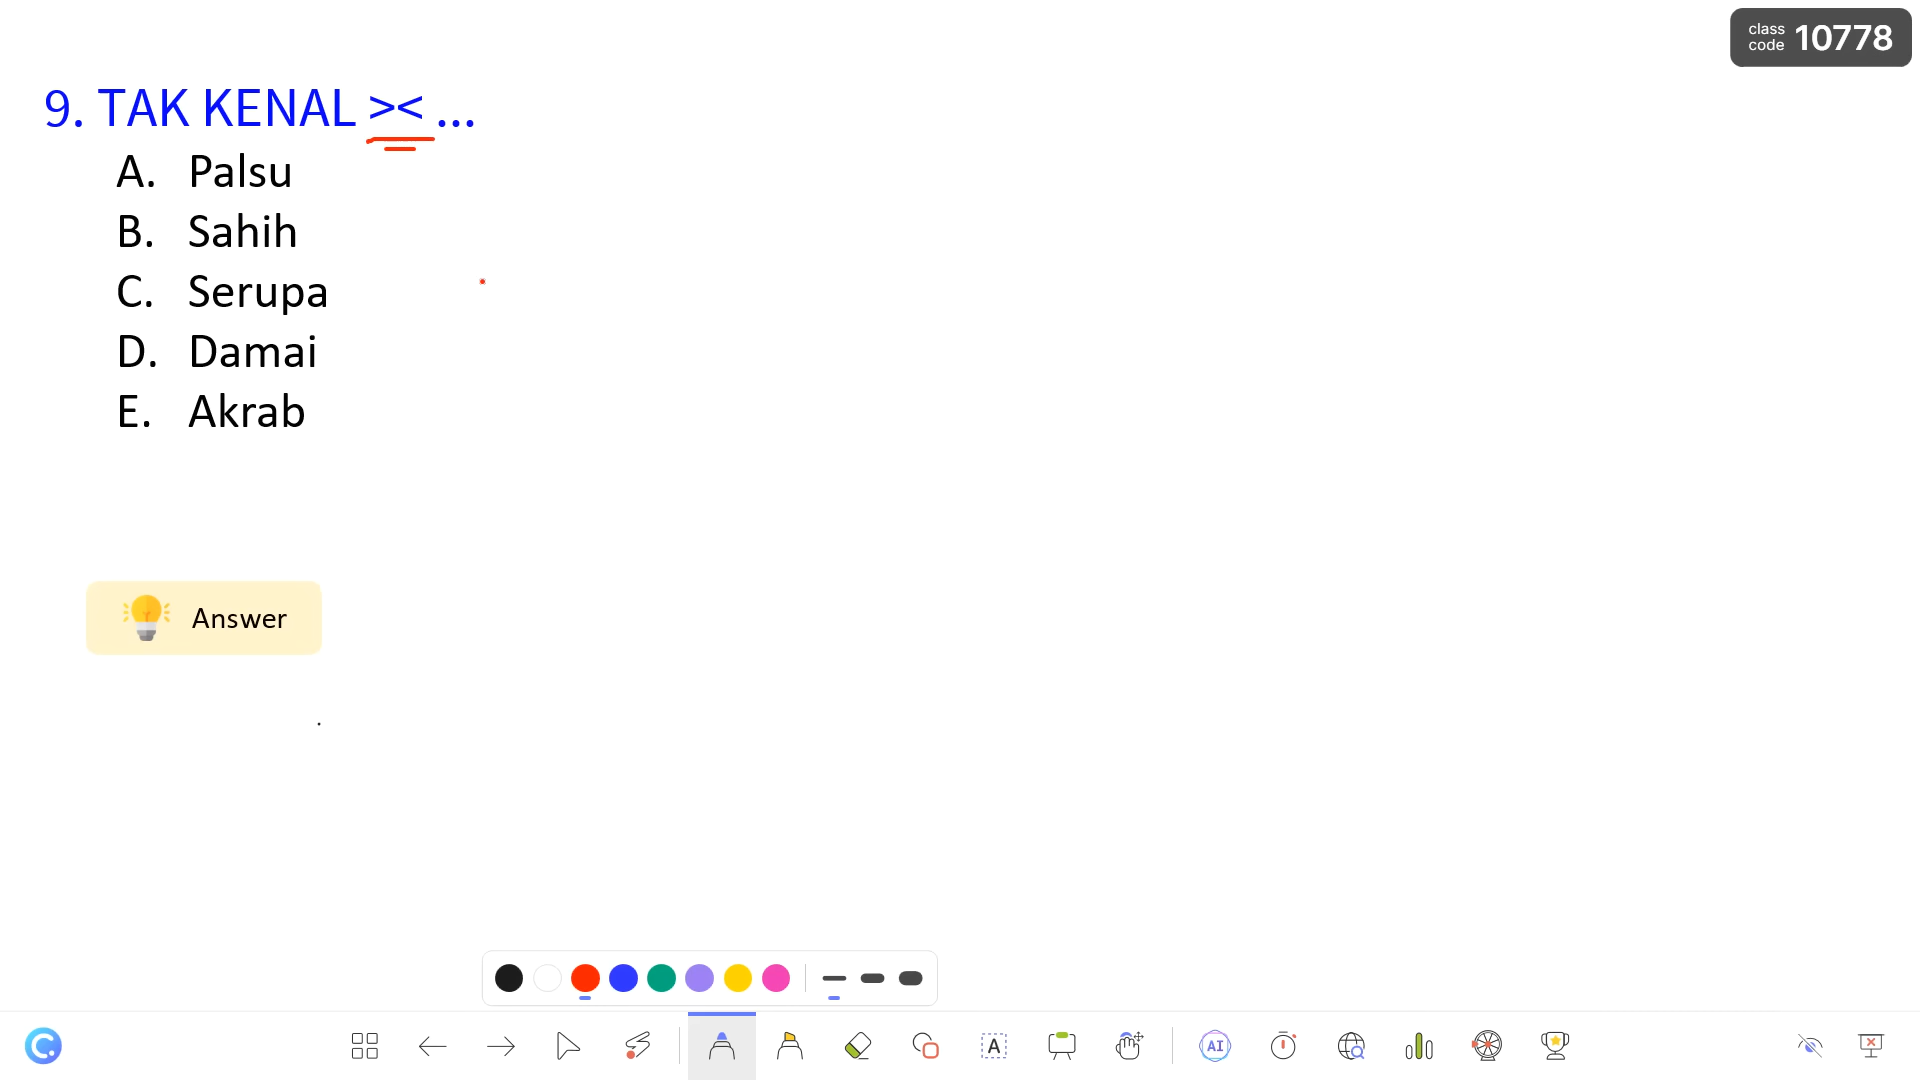 class
code 10778
9. TAK KENAL >< ...
A. Palsu
B. Sahih
C. Serupa
D. Damai
E. Akrab
Answer
A
AI